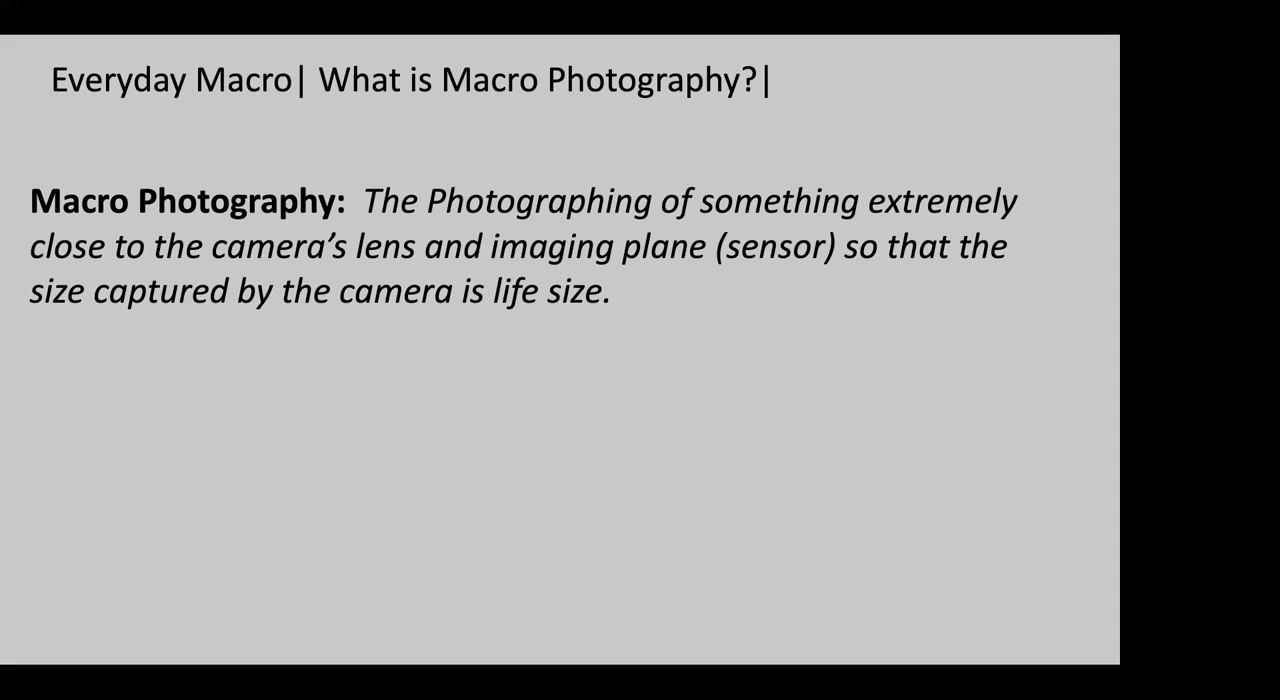 Everyday Macro| What is Macro Photography?|
Macro Photography: The Photographing of something extremely
close to the camera’s lens and imaging plane (sensor) so that the
size captured by the camera is life size.